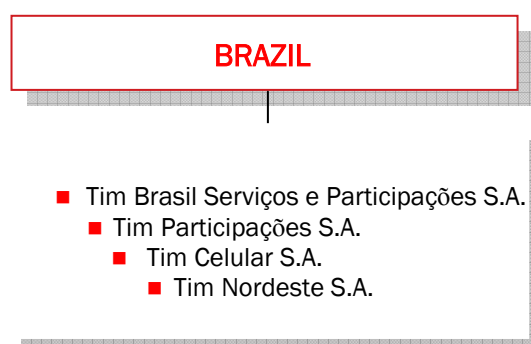 BRAZIL
Tim Brasil Serviços e Participações S.A.
Tim Participações S.A.
Tim Celular S.A.
Tim Nordeste S.A.